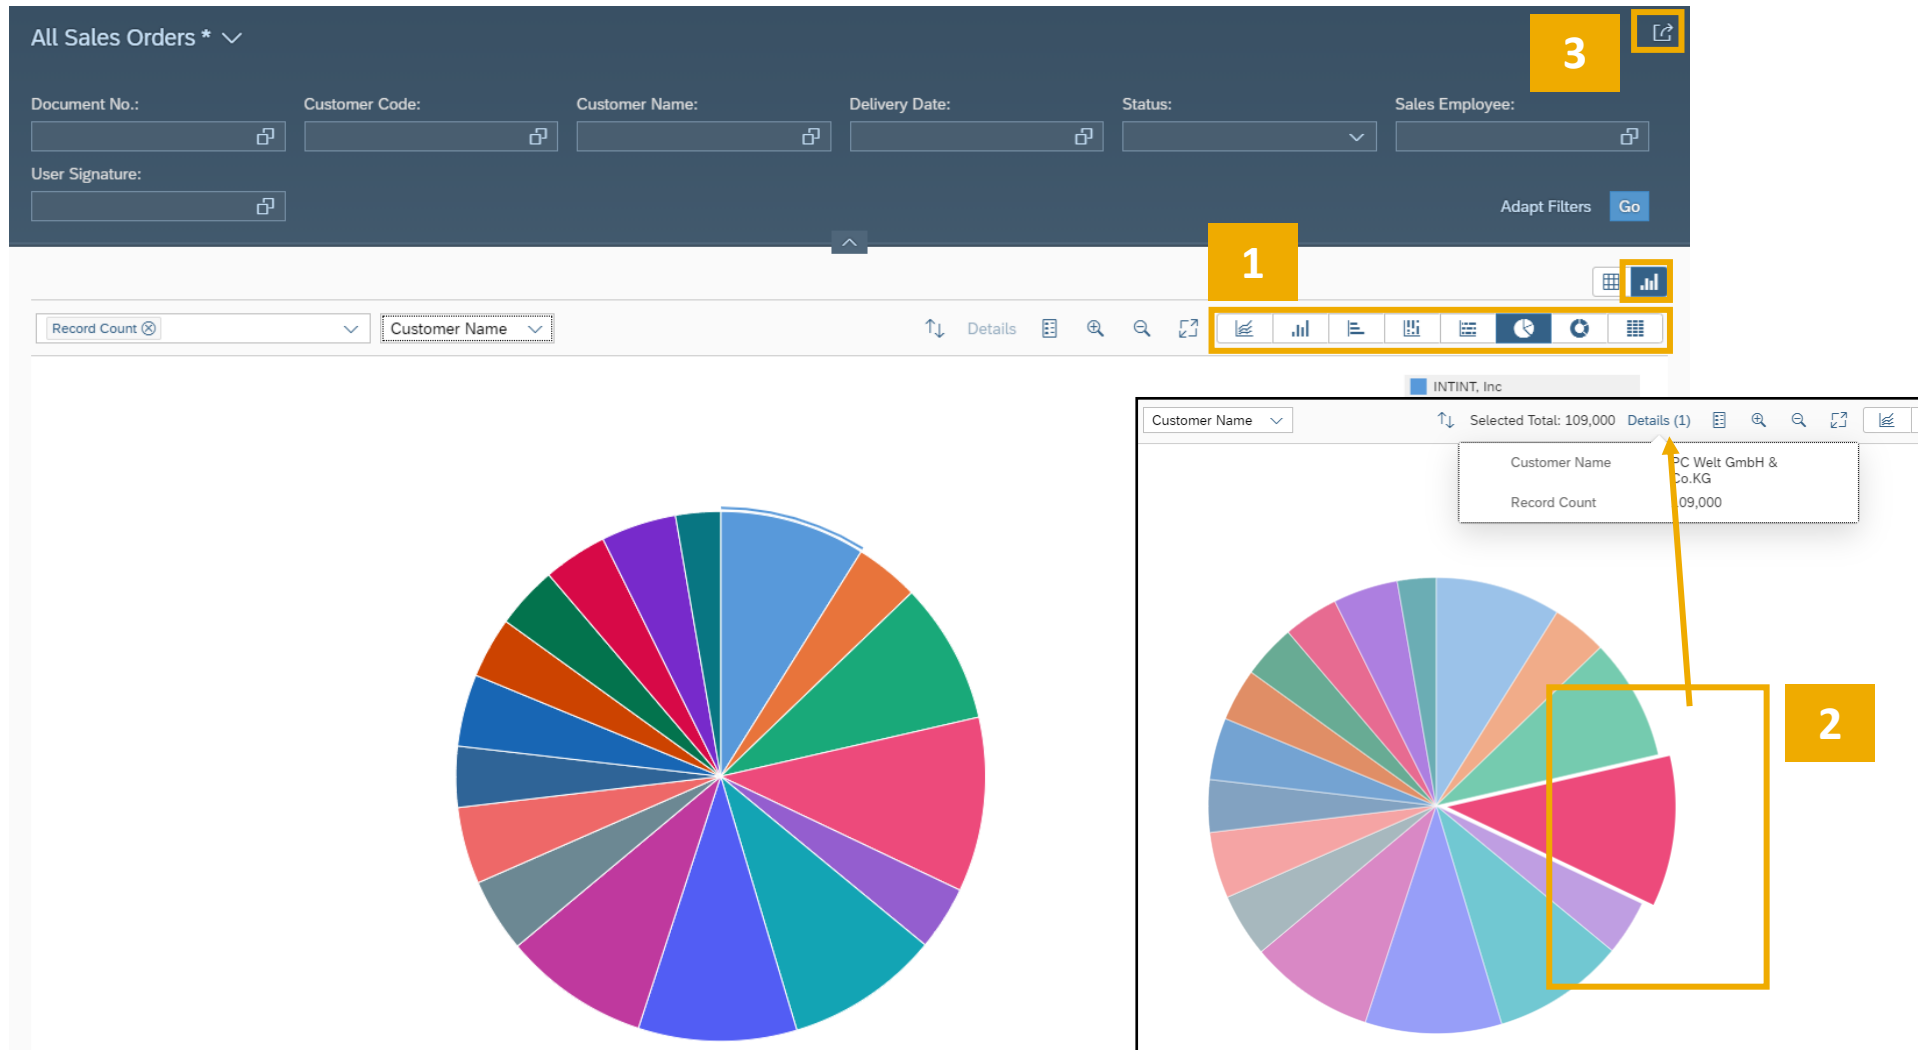 All Sales Orders *
3
Document No.:
Customer Code:
Customer Name:
Delivery Date:
Status:
Sales Employee:
User Signature:
Adapt Filters
Go
1
Record Count
Customer Name
Details
INTINT, Inc
Customer Name
Selected Total: 109,000
Details (1)
Customer Name
PC Welt GmbH &
Co.KG
Record Count
109,000
2